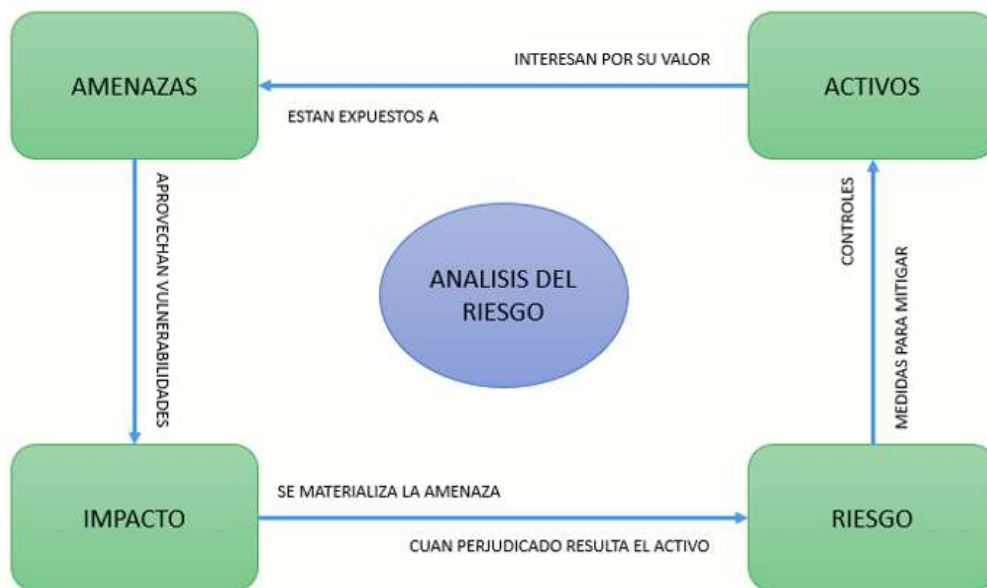 AMENAZAS
INTERESAN POR SU VALOR
ESTAN EXPUESTOS A
ACTIVOS
APROVECHAN VULNERABILIDADES
ANALISIS DEL
RIESGO
CONTROLES
MEDIDAS PARA MITIGAR
IMPACTO
SE MATERIALIZA LA AMENAZA
CUAN PERJUDICADO RESULTA EL ACTIVO
RIESGO